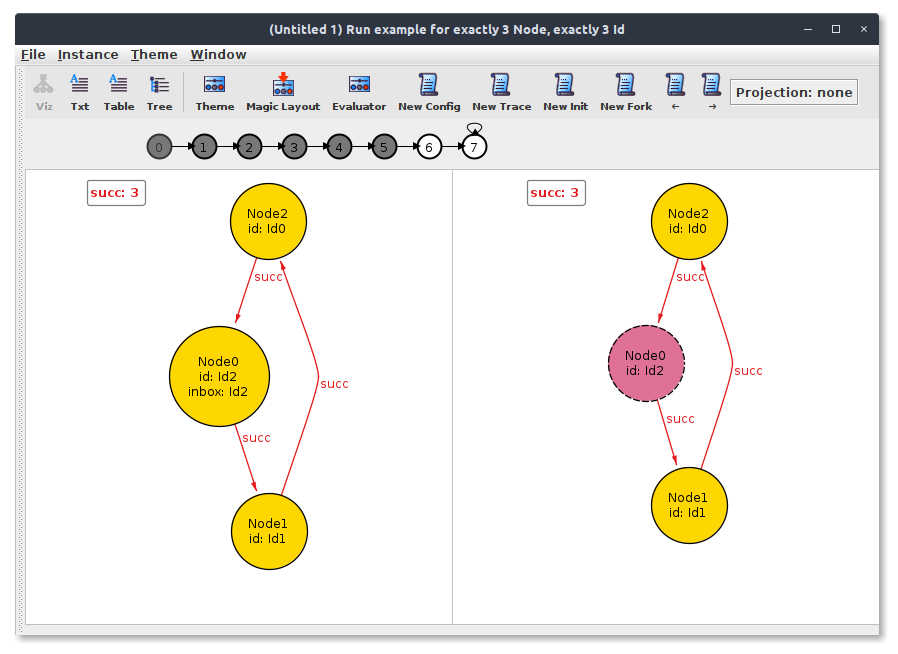 (Untitled 1) Run example for exactly 3 Node, exactly 3 Id
File Instance Theme Window
Viz Txt Table Tree Theme Magic Layout Evaluator New Config New Trace New Init New Fork ← → Projection: none
0 1 2 3 4 5 6 7
succ: 3
Node2
id: Id0
succ
Node0
id: Id2
inbox: Id2
succ
succ
Node1
id: Id1
succ: 3
Node2
id: Id0
succ
Node0
id: Id2
succ
succ
Node1
id: Id1